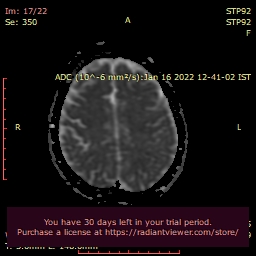 Im: 17/22
Se: 350
A
STP92
STP92
F
ADC (10^-6 mm²/s):Jan 16 2022 12-41-02 IST
R
L
You have 30 days left in your trial period.
Purchase a license at https://radiantviewer.com/store/